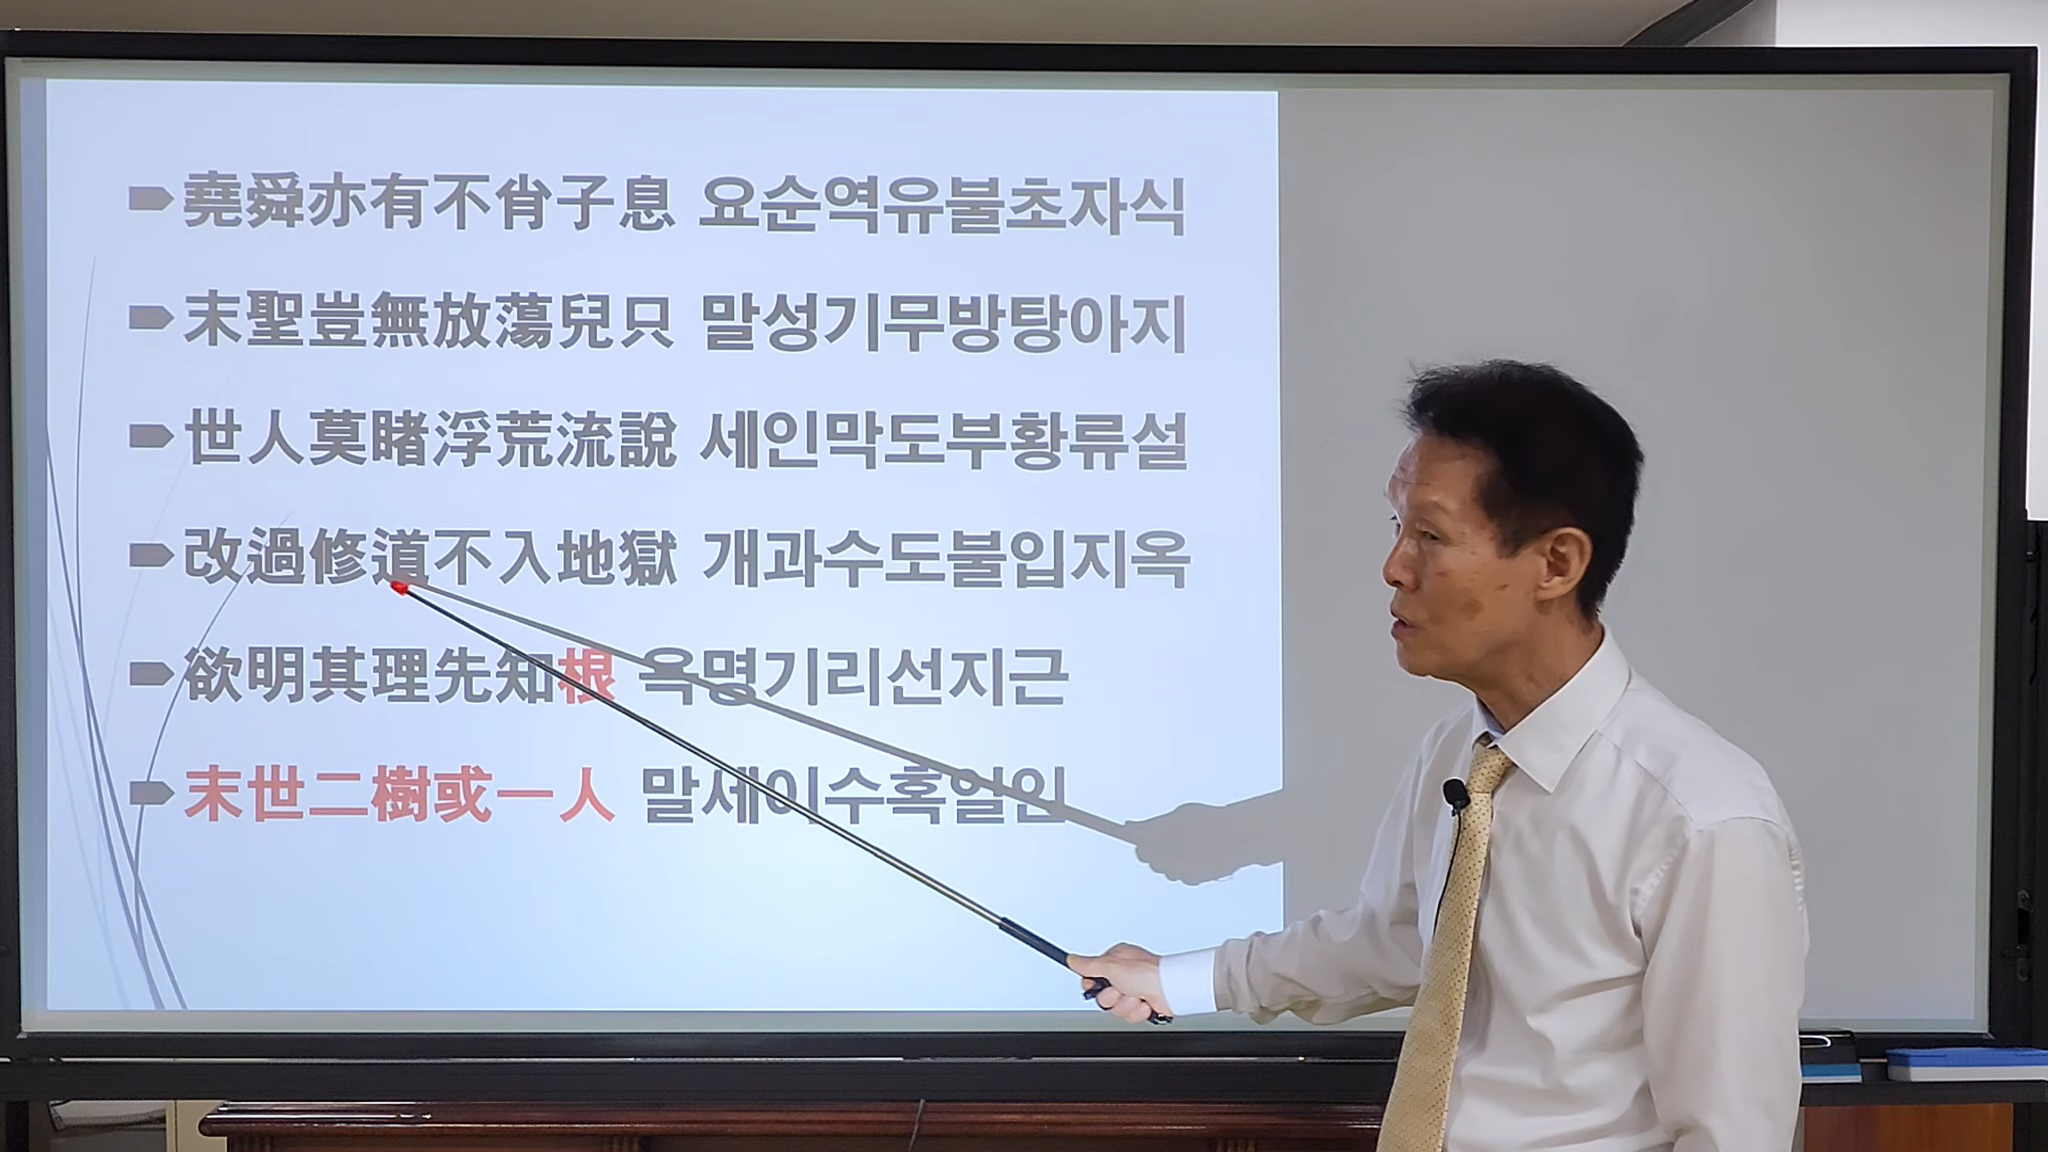 堯舜亦有不肖子息 요순역유불초자식
末聖豈無放蕩兒只 말성기무방탕아지
世人莫睹浮荒流說 세인막도부황류설
改過修道不入地獄 개과수도불입지옥
欲明其理先知根 욕명기리선지근
末世二樹或一人 말세이수혹일인